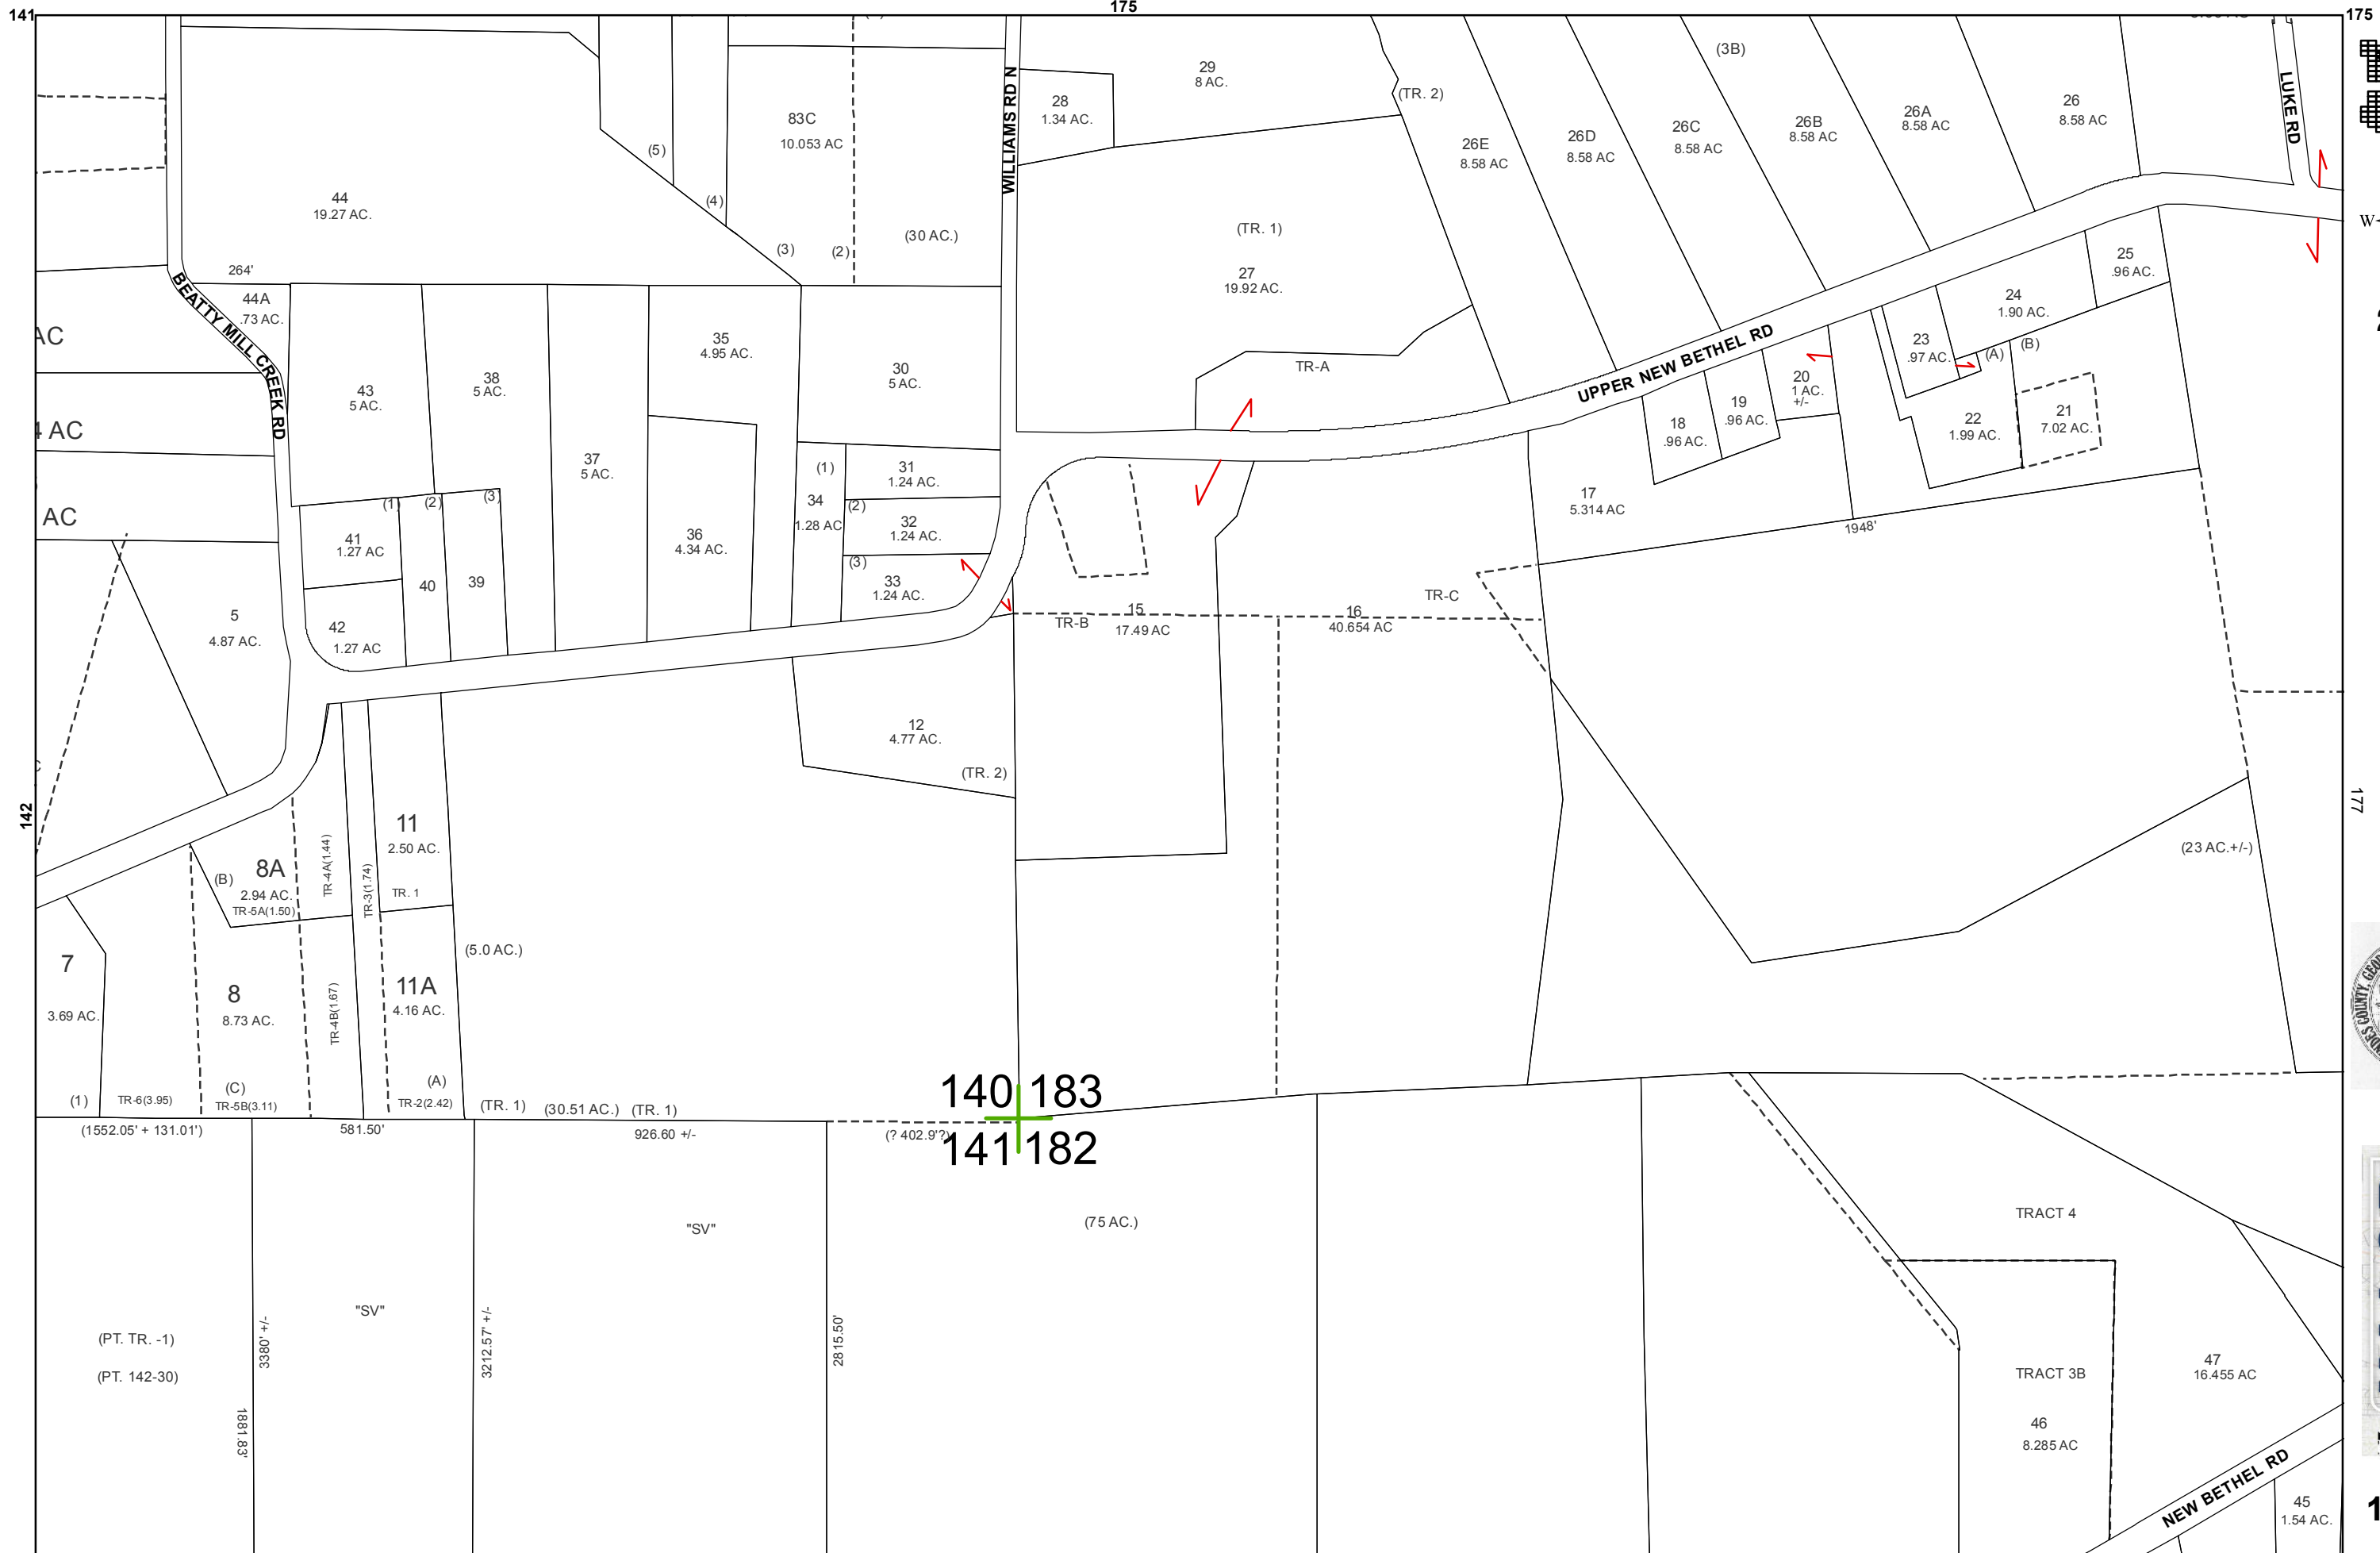 141
175
175
LUKE RD
W
WILLIAMS RD N
(3B)
29
8 AC.
28
1.34 AC.
(TR. 2)
83C
10.053 AC
(5)
(4)
(3)
(2)
(30 AC.)
44
19.27 AC.
264'
26E
8.58 AC
26D
8.58 AC
26C
8.58 AC
26B
8.58 AC
26A
8.58 AC
26
8.58 AC
(TR. 1)
27
19.92 AC.
TR-A
BEATTY MILL CREEK RD
44A
.73 AC.
AC
4 AC
AC
43
5 AC.
38
5 AC.
37
5 AC.
35
4.95 AC.
36
4.34 AC.
30
5 AC.
(1)
31
1.24 AC.
34
1.28 AC
(2)
32
1.24 AC.
(3)
33
1.24 AC.
UPPER NEW BETHEL RD
25
.96 AC.
24
1.90 AC.
23
.97 AC.
(A)
(B)
20
1 AC.
+/-
19
.96 AC.
18
.96 AC.
22
1.99 AC.
21
7.02 AC.
17
5.314 AC
1948'
(1)
(2)
(3)
41
1.27 AC
40
39
42
1.27 AC
5
4.87 AC.
TR-B
15
17.49 AC
16
40.654 AC
TR-C
12
4.77 AC.
(TR. 2)
142
177
11
2.50 AC.
TR. 1
8A
(B)
2.94 AC.
TR-5A(1.50)
TR-4A(1.44)
TR-3(1.74)
(23 AC.+/-)
(5.0 AC.)
7
3.69 AC.
8
8.73 AC.
TR-4B(1.67)
11A
4.16 AC.
(A)
(C)
(1)
TR-6(3.95)
TR-5B(3.11)
TR-2(2.42)
(TR. 1)
(30.51 AC.)
(TR. 1)
140 183
141 182
(1552.05' + 131.01')
581.50'
926.60 +/-
(? 402.9'?)
"SV"
(75 AC.)
TRACT 4
"SV"
(PT. TR. -1)
(PT. 142-30)
3380' +/-
3212.57' +/-
2815.50'
1881.83'
TRACT 3B
46
8.285 AC
47
16.455 AC
NEW BETHEL RD
45
1.54 AC.
1